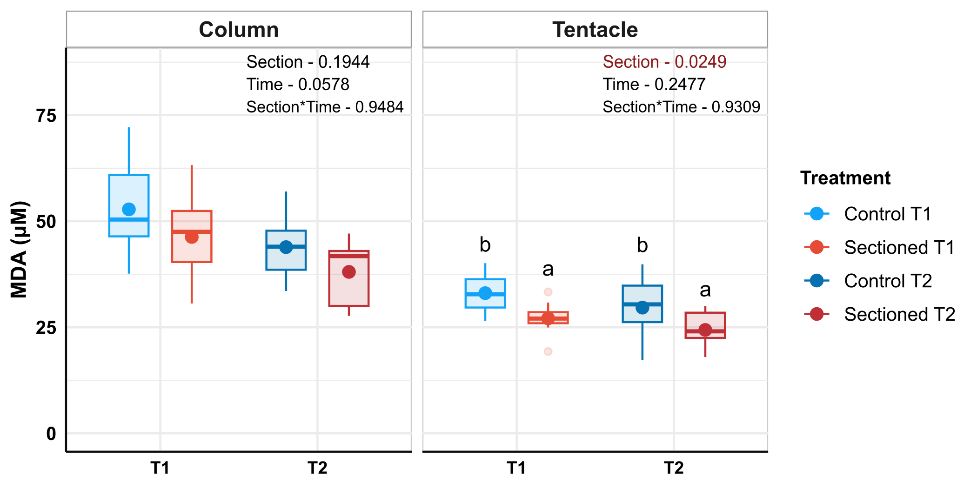 Column
Tentacle
Section - 0.1944
Time - 0.0578
Section*Time - 0.9484
Section - 0.0249
Time - 0.2477
Section*Time - 0.9309
MDA (µM)
75
50
25
0
b
a
b
a
T1
T2
T1
T2
Treatment
Control T1
Sectioned T1
Control T2
Sectioned T2